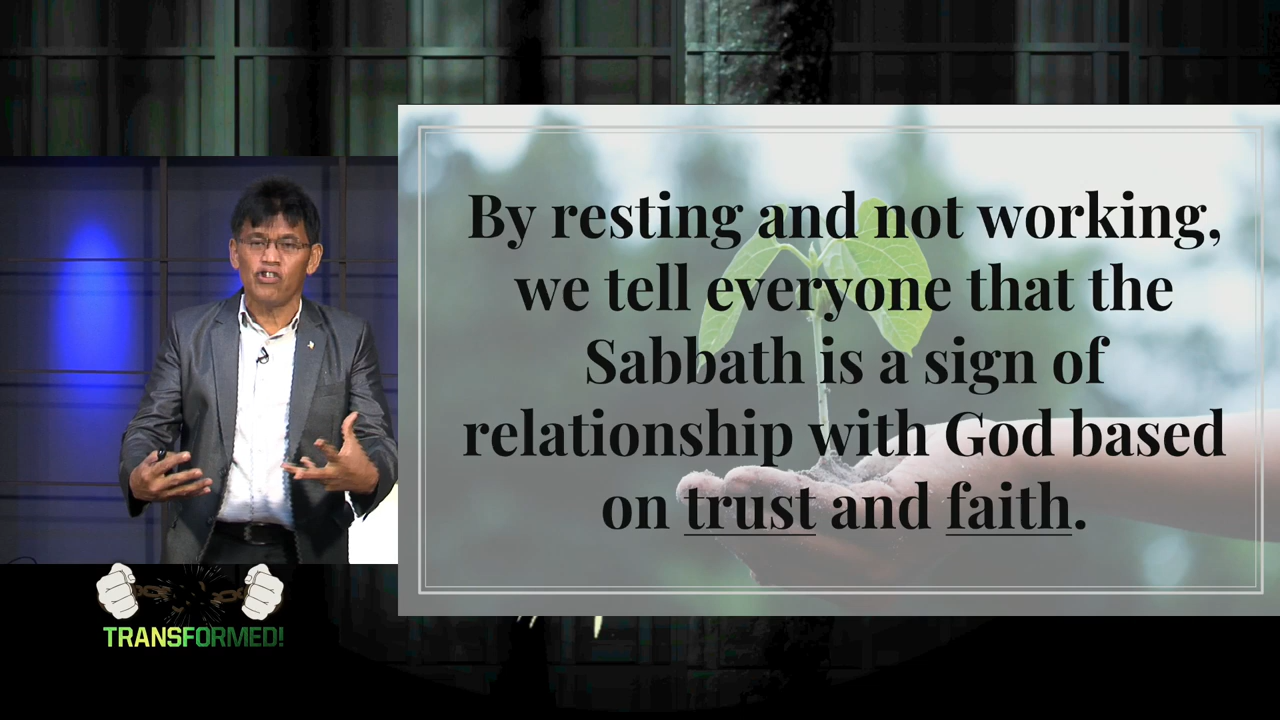 By resting and not working,
we tell everyone that the
Sabbath is a sign of
relationship with God based
on trust and faith.
TRANSFORMED!